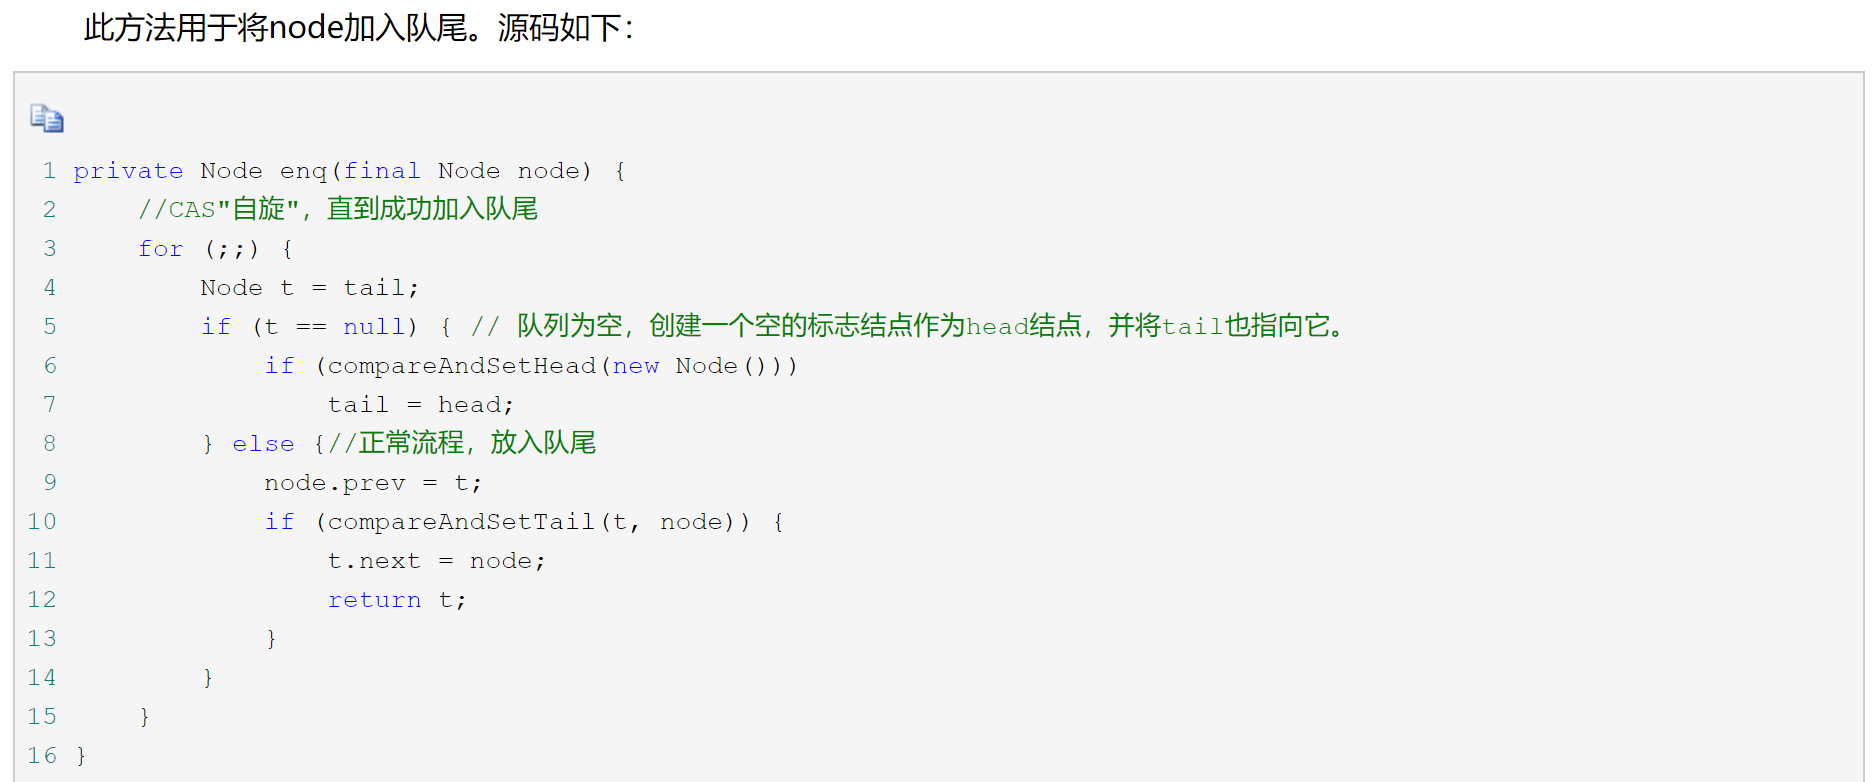 此方法用于将node加入队尾。源码如下：
1 private Node enq(final Node node) {
2     //CAS"自旋"，直到成功加入队尾
3     for (;;) {
4         Node t = tail;
5         if (t == null) { // 队列为空，创建一个空的标志结点作为head结点，并将tail也指向它。
6             if (compareAndSetHead(new Node()))
7                 tail = head;
8         } else {//正常流程，放入队尾
9             node.prev = t;
10             if (compareAndSetTail(t, node)) {
11                 t.next = node;
12                 return t;
13             }
14         }
15     }
16 }